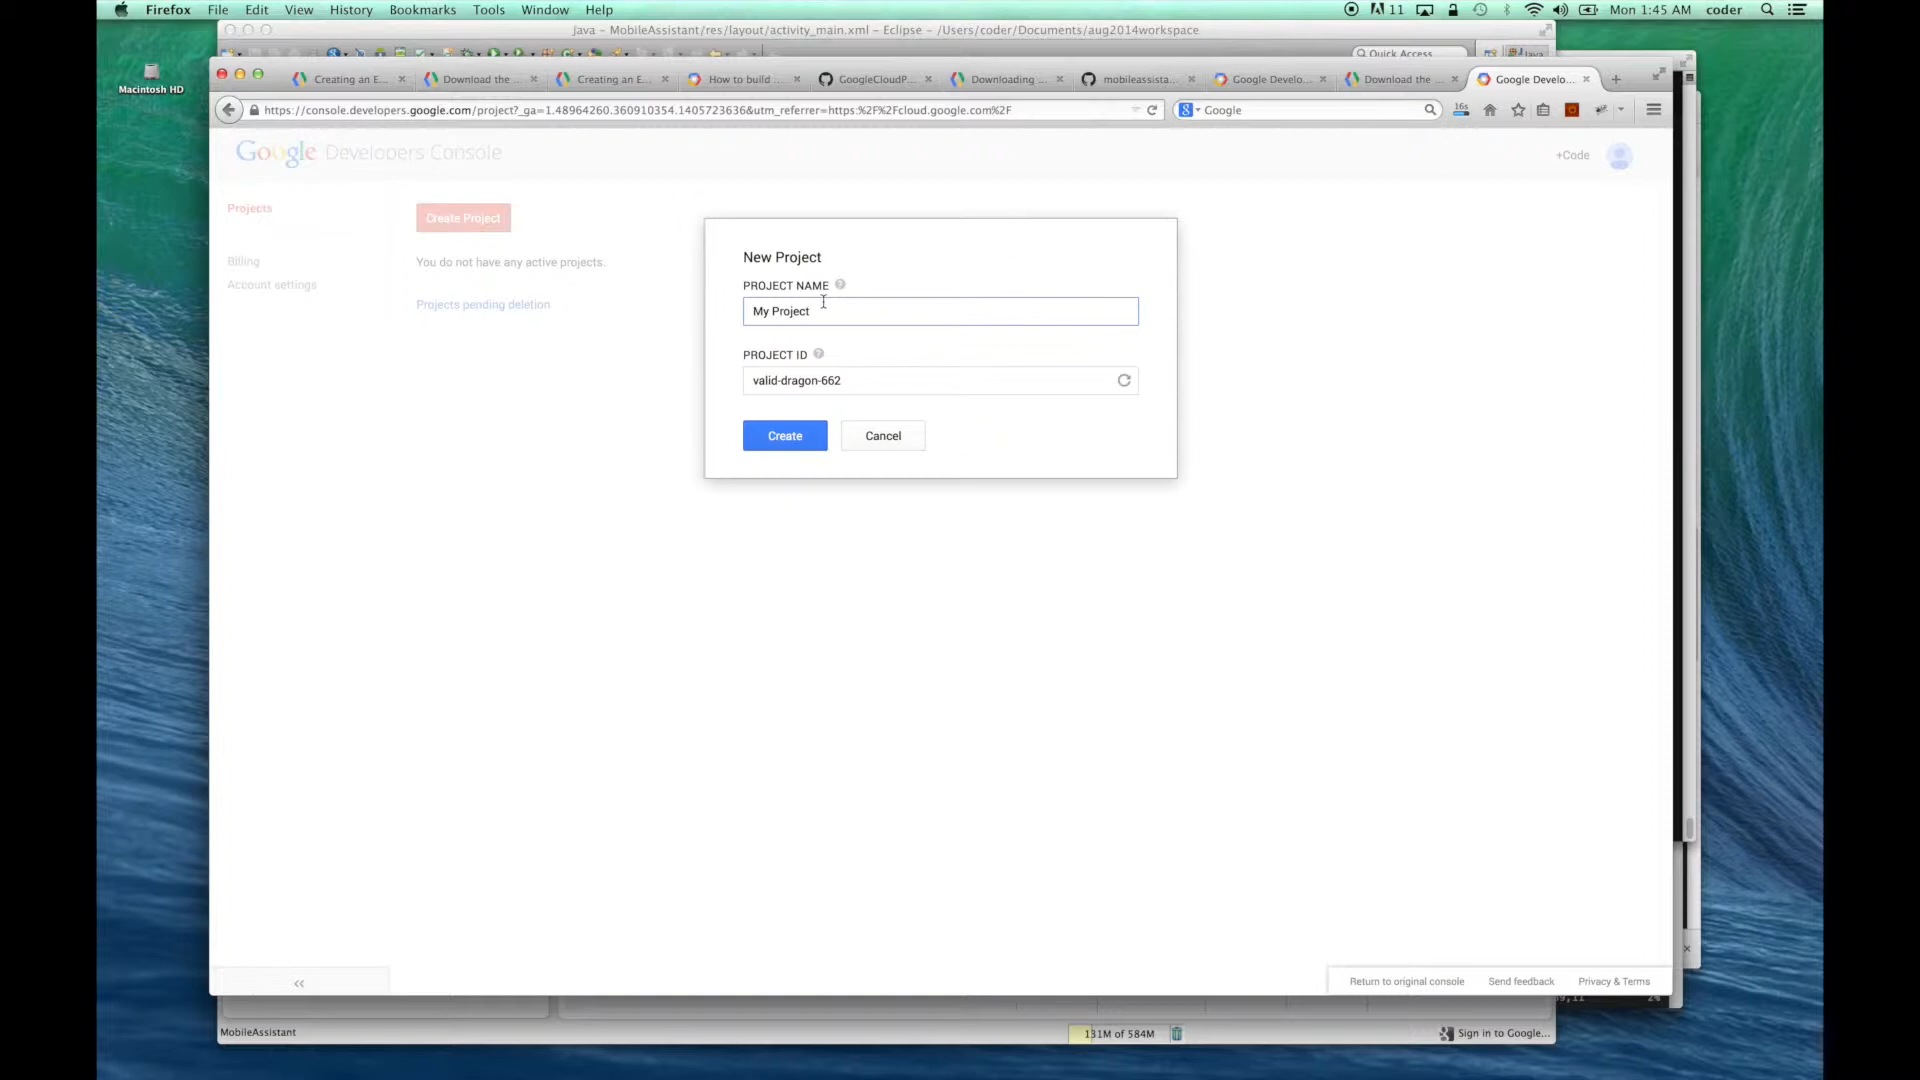 Firefox File Edit View History Bookmarks Tools Window Help 11 Mon 1:45 AM coder
Java - MobileAssistant/res/layout/activity_main.xml - Eclipse - /Users/coder/Documents/aug2014workspace
Quick Access Java
Macintosh HD
Creating an E... Download the ... Creating an E... How to build ... GoogleCloudP... Downloading ... mobileassista... Google Develo... Download the ... Google Develo...
https://console.developers.google.com/project?_ga=1.48964260.360910354.1405723636&utm_referrer=https:%2F%2Fcloud.google.com%2F Google 16s
Google Developers Console +Code
Projects
Create Project
Billing
Account settings
You do not have any active projects.
Projects pending deletion
New Project
PROJECT NAME
My Project
PROJECT ID
valid-dragon-662
Create Cancel
Return to original console Send feedback Privacy & Terms
MobileAssistant 131M of 584M Sign in to Google...